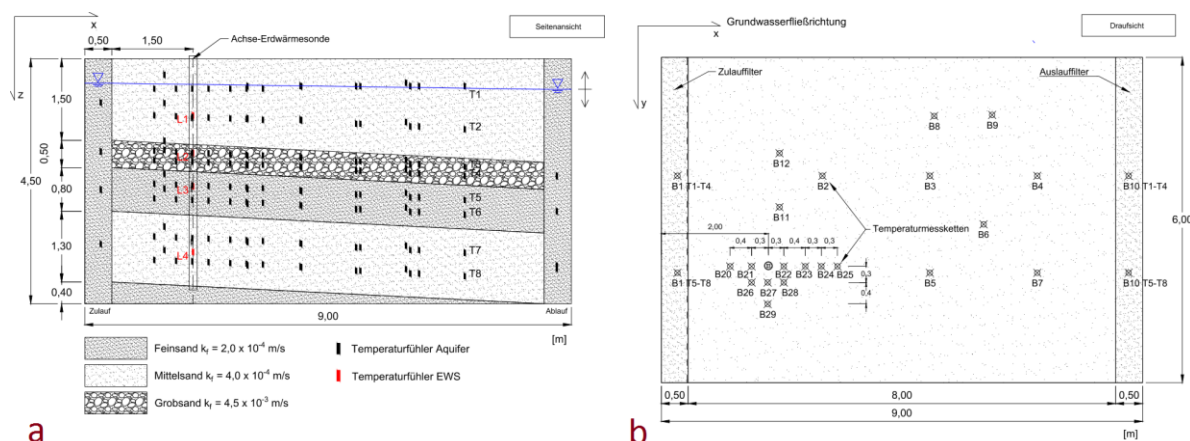 x
Seitenansicht
0,50
1,50
Achse-Erdwärmesonde
z
4,50
1,50
0,50
0,80
1,30
0,40
L1
L3
L4
T1
T2
T4
T5
T6
T7
T8
Zulauf
Ablauf
9,00
[m]
Feinsand kf = 2,0 x 10-4 m/s
Temperaturfühler Aquifer
Mittelsand kf = 4,0 x 10-4 m/s
Temperaturfühler EWS
Grobsand kf = 4,5 x 10-3 m/s
a
Grundwasserfließrichtung
x
Draufsicht
y
Zulauffilter
Auslauffilter
B8
B9
B12
B1 T1-T4
B2
B3
B4
B10 T1-T4
B11
B6
Temperaturmessketten
2,00
0,4 0,3 0,3 0,4 0,3 0,3
B20 B21 B22 B23 B24 B25
0,3
B1 T5-T8
B26 B27 B28
0,4
B5
B7
B10 T5-T8
B29
6,00
0,50
8,00
0,50
9,00
[m]
b